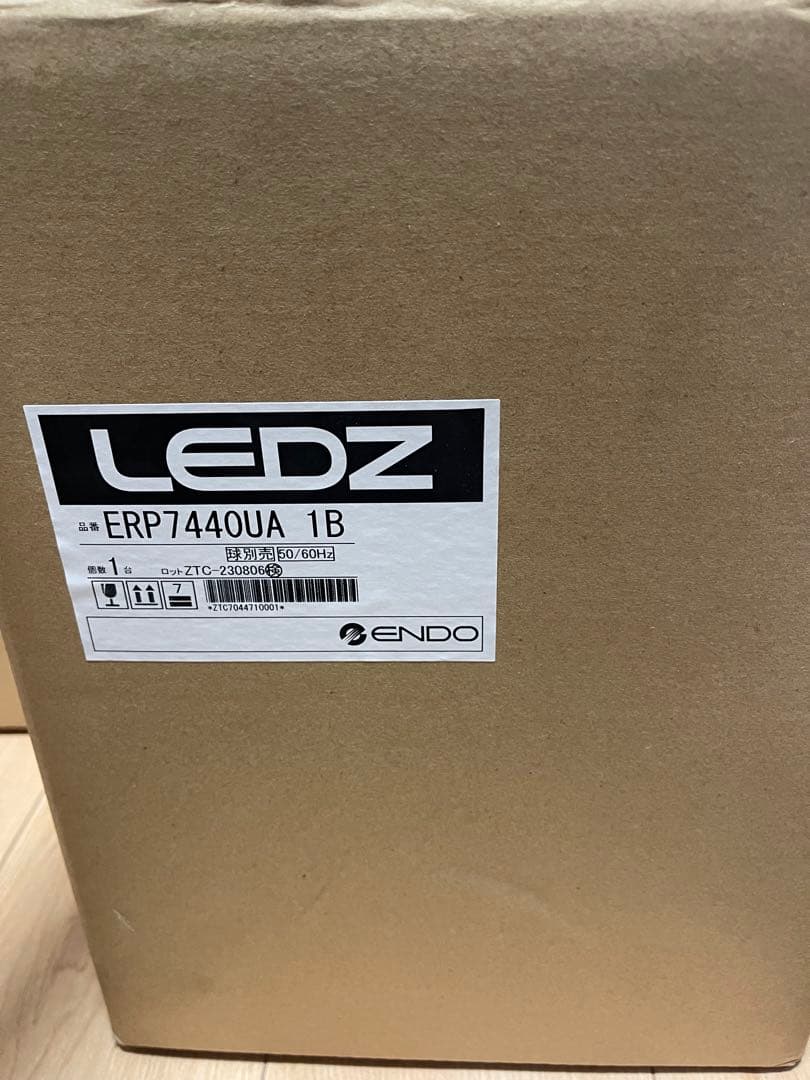 LEDZ
品番 ERP7440UA 1B
球別売 50/60Hz
個数 1 台 ロット ZTC-230806
7
*ZTC7044710001*
ENDO